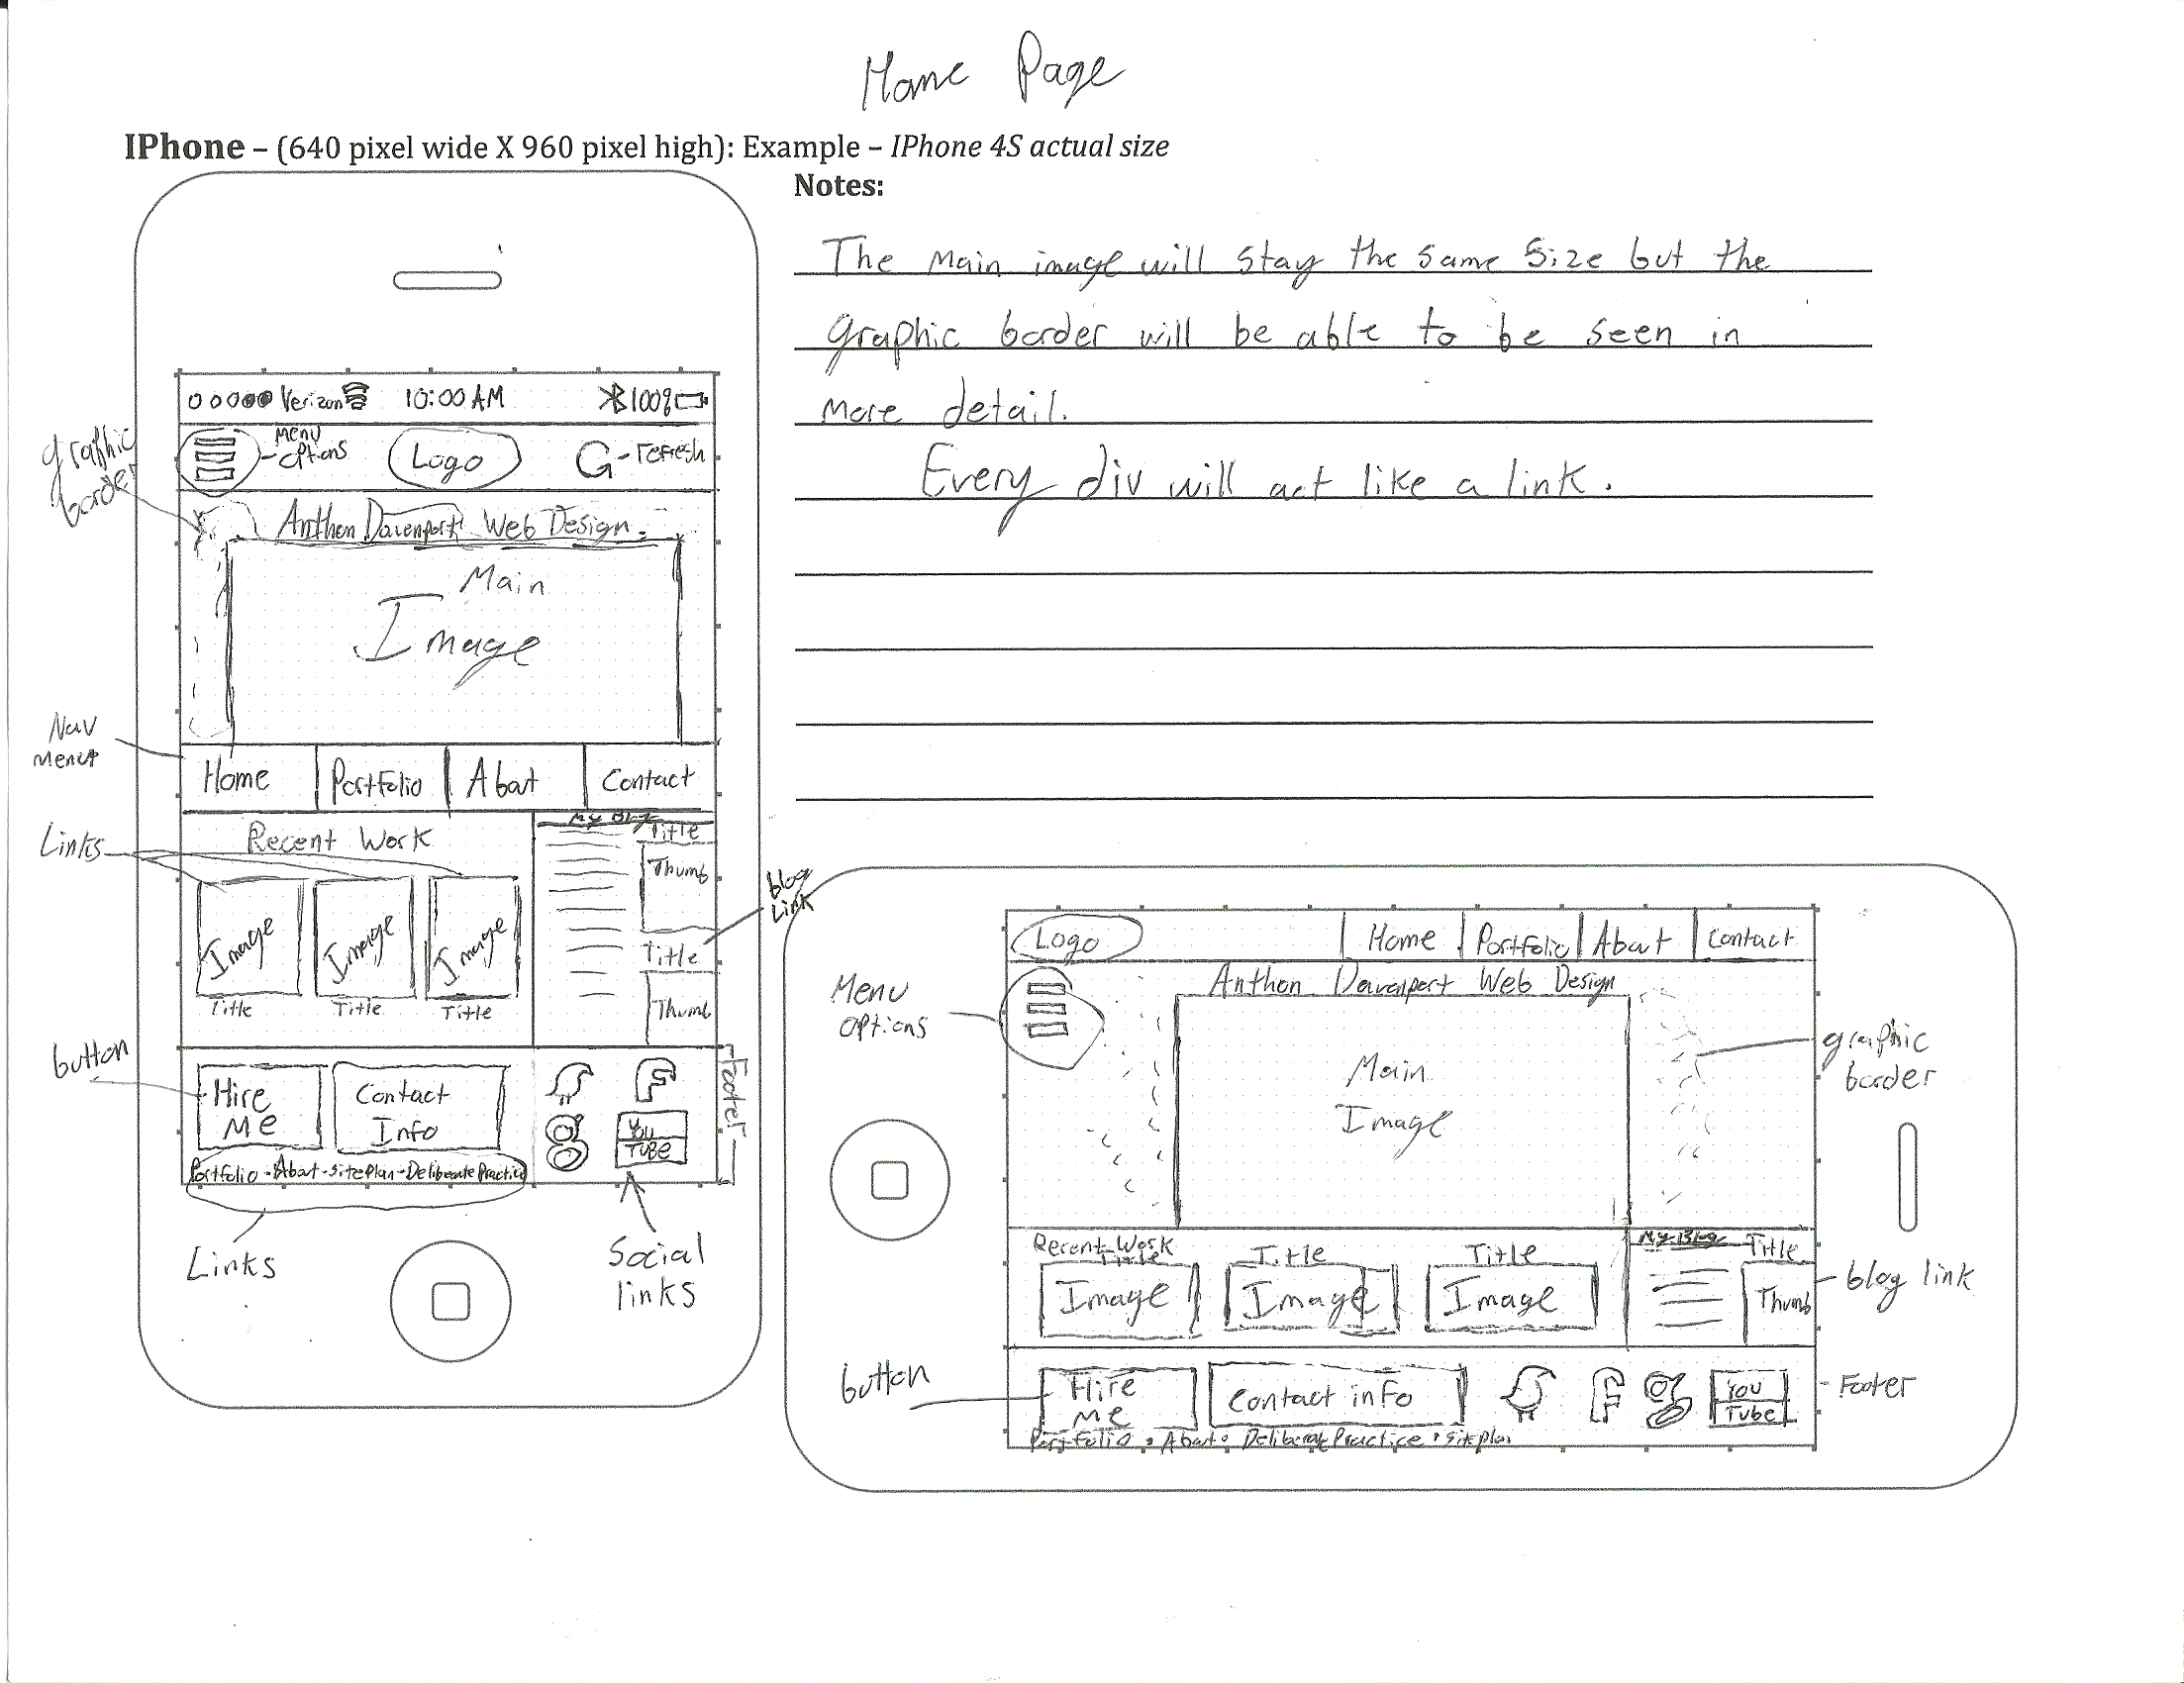 Home Page
IPhone – (640 pixel wide X 960 pixel high): Example – IPhone 4S actual size
Notes:
The Main image will stay the same Size but the
graphic border will be able to be seen in
more detail.
Every div will act like a link.
Verizon 10:00 AM 100%
graphic
border
Menu
options
Logo
- refresh
Anthon Davenport Web Design
Main
Image
Nav
menu
Home Portfolio About Contact
Links
Recent Work
My Blog
Title
Thumb
blog
link
Title
Thumb
Image Image Image
Title Title Title
button
Hire
Me
Contact
Info
F
g
You
Tube
Footer
Portfolio - About - Site Plan - Deliberate Practice
Links
Social
links
Logo Home Portfolio About Contact
Menu
options
Anthon Davenport Web Design
Main
Image
graphic
border
Recent Work
Title Title Title
Image Image Image
My Blog
Title
Thumb
blog link
button
Hire
Me
Contact info
F
g
You
Tube
- Footer
Portfolio • About • Deliberate Practice • site plan